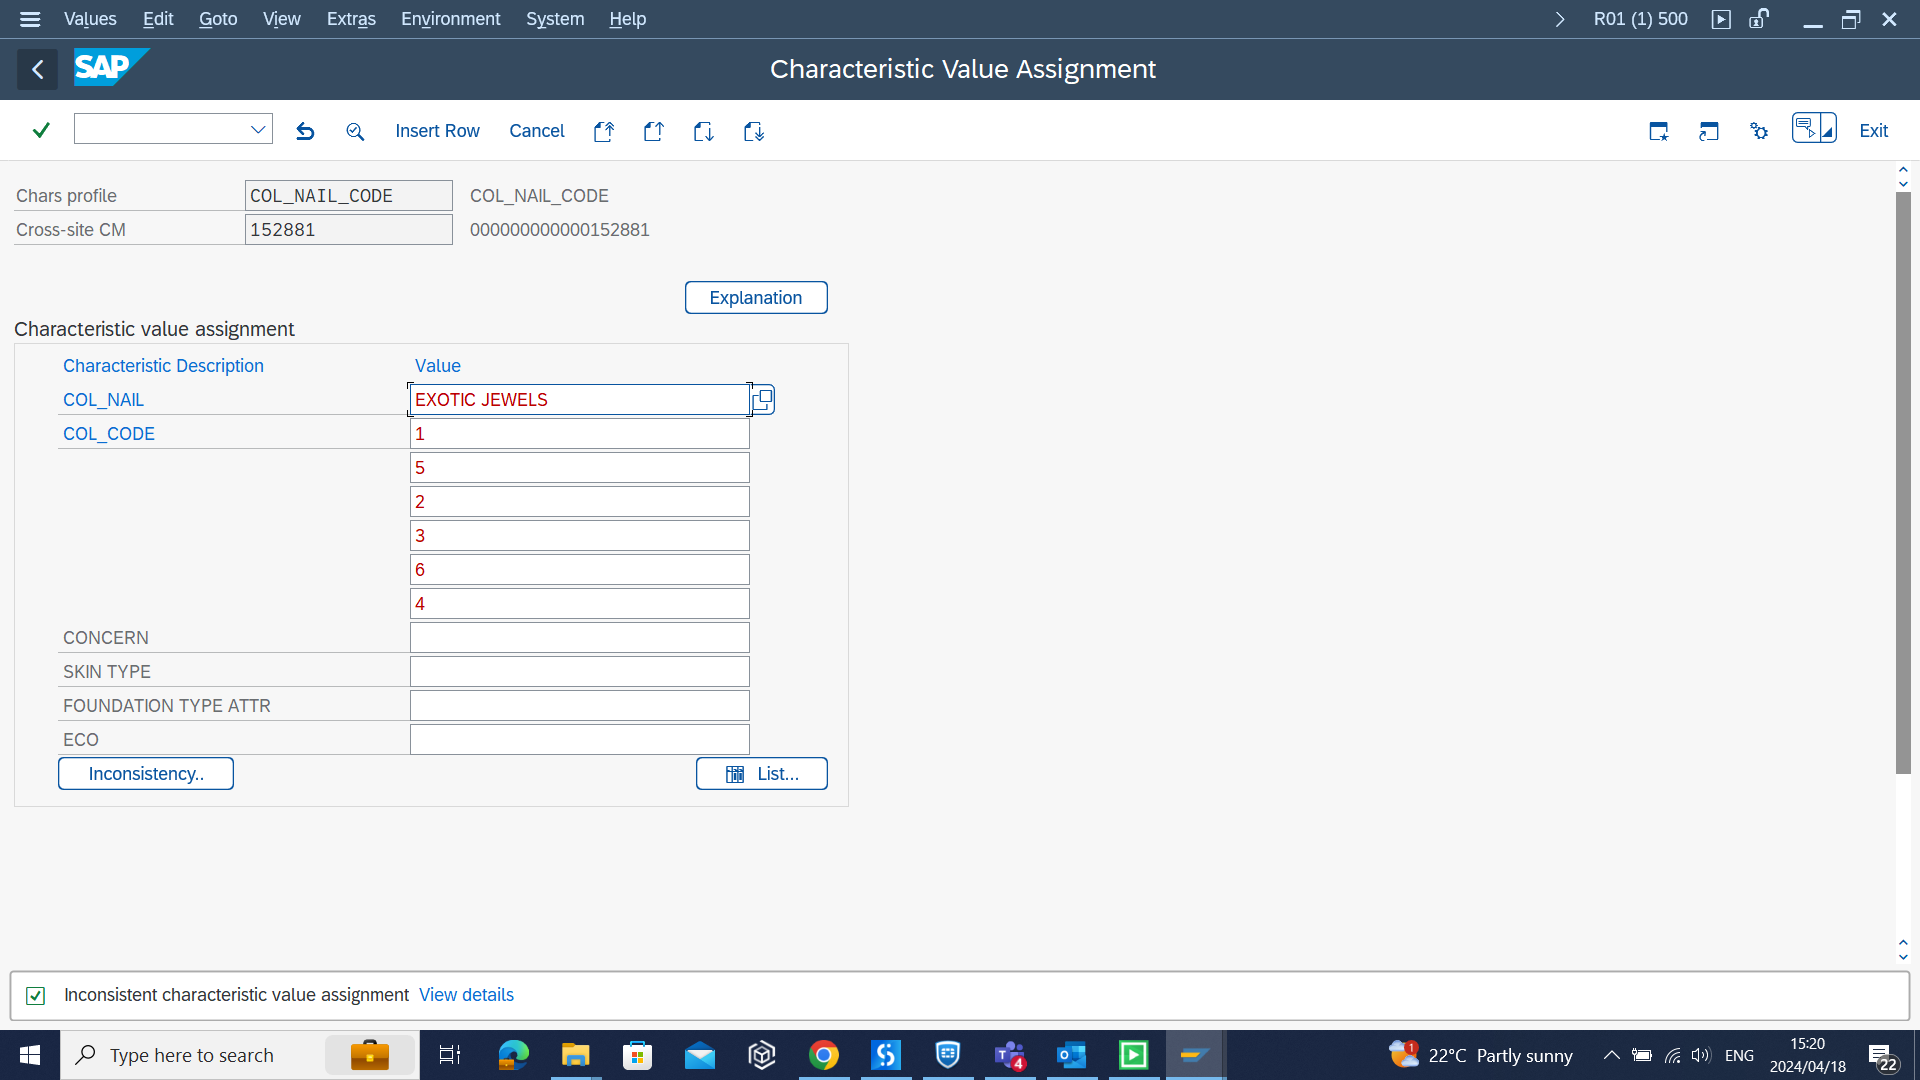 Values Edit Goto View Extras Environment System Help R01 (1) 500
SAP Characteristic Value Assignment
Insert Row Cancel Exit
Chars profile COL_NAIL_CODE COL_NAIL_CODE
Cross-site CM 152881 000000000000152881
Explanation
Characteristic value assignment
Characteristic Description Value
COL_NAIL EXOTIC JEWELS
COL_CODE 1
5
2
3
6
4
CONCERN
SKIN TYPE
FOUNDATION TYPE ATTR
ECO
Inconsistency.. List...
Inconsistent characteristic value assignment View details
Type here to search 4 1 22°C Partly sunny ENG 15:20
2024/04/18 22